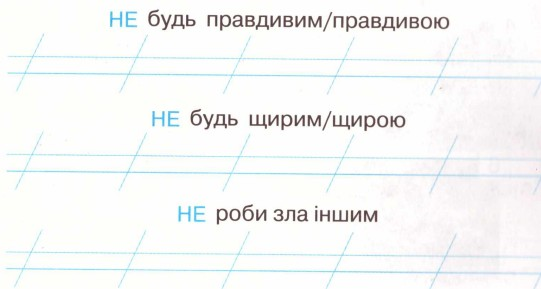 НЕ будь правдивим/правдивою
НЕ будь щирим/щирою
НЕ роби зла іншим